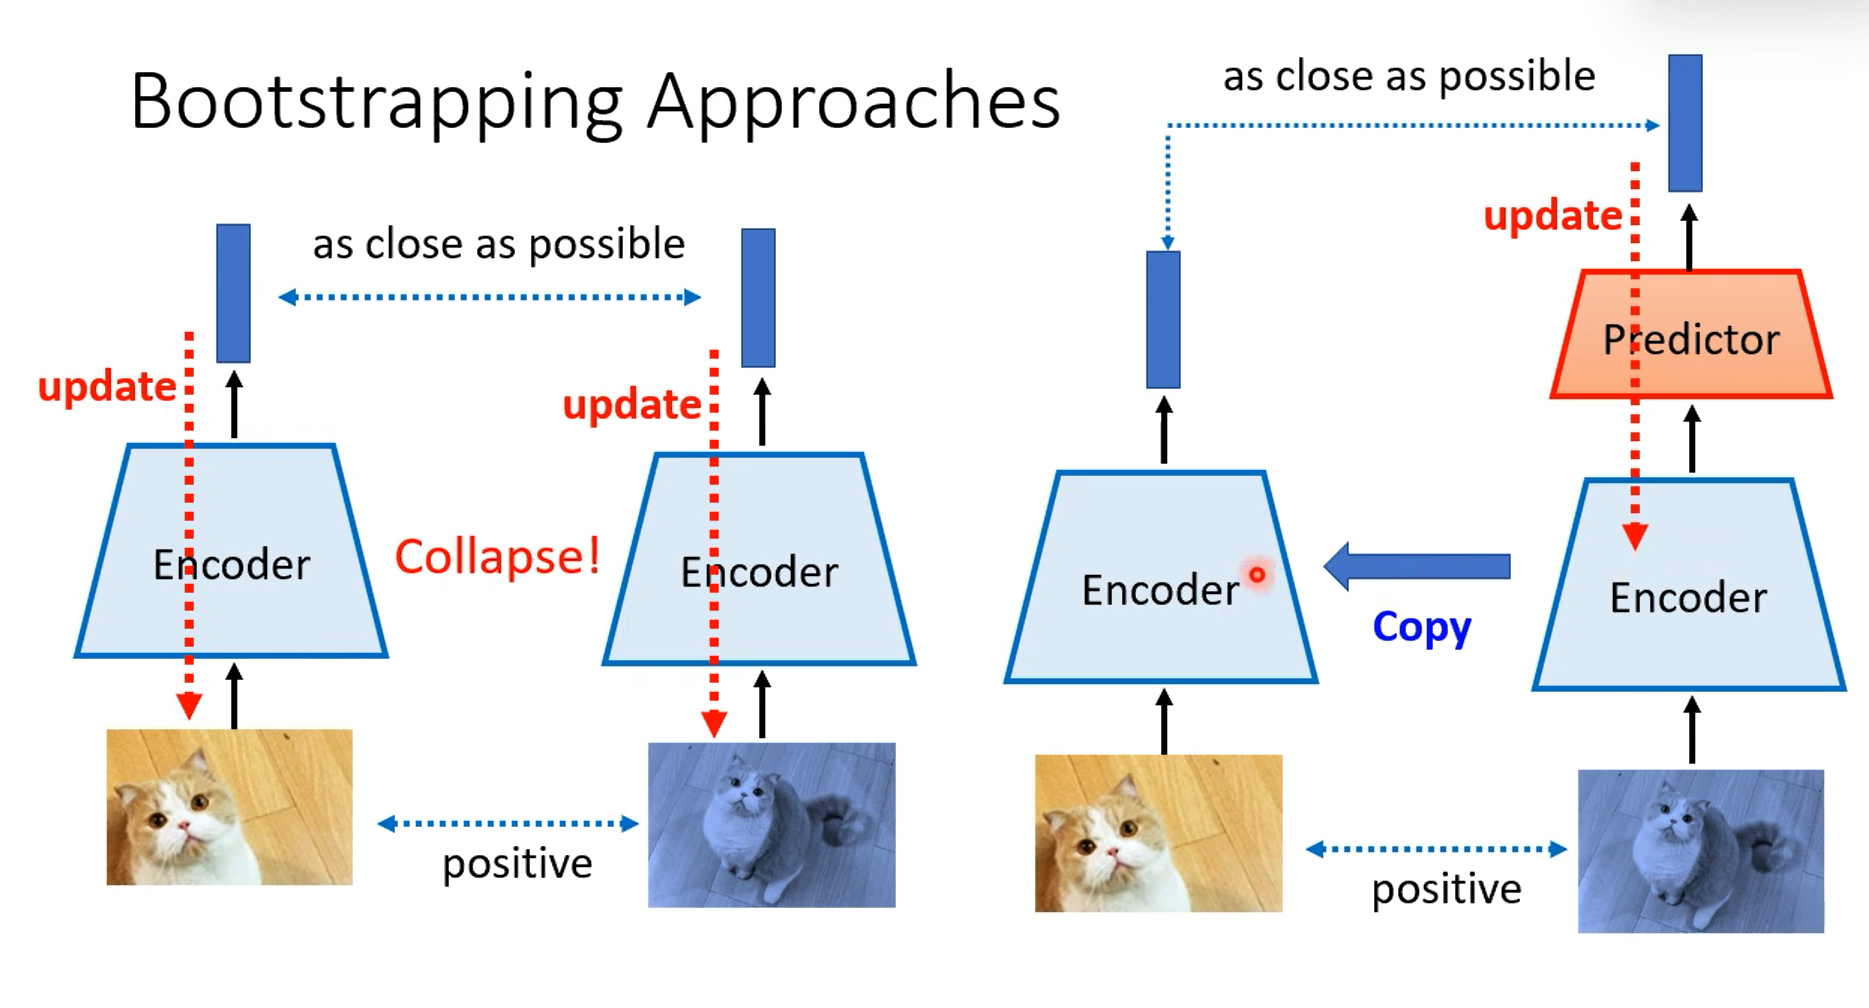 Bootstrapping Approaches
as close as possible
update
update
Encoder
Collapse!
Encoder
positive
as close as possible
update
Predictor
Encoder
Copy
Encoder
positive